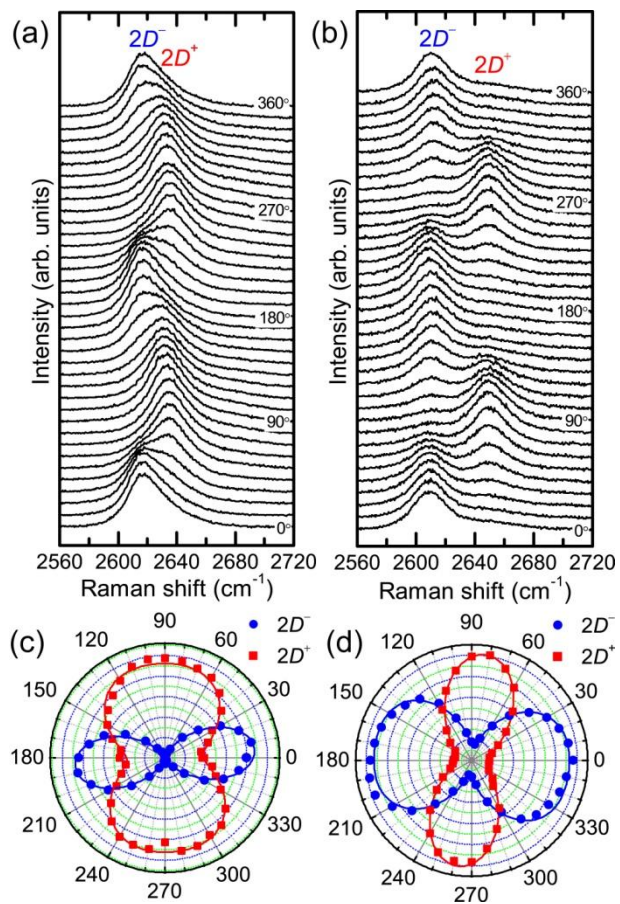 (a)
2D⁻
2D⁺
360°
270°
180°
90°
0°
Intensity (arb. units)
2560 2600 2640 2680 2720
Raman shift (cm⁻¹)
(b)
2D⁻
2D⁺
360°
270°
180°
90°
0°
Intensity (arb. units)
2560 2600 2640 2680 2720
Raman shift (cm⁻¹)
(c)
2D⁻
2D⁺
90
60
30
0
330
300
270
240
210
180
150
120
(d)
2D⁻
2D⁺
90
60
30
0
330
300
270
240
210
180
150
120